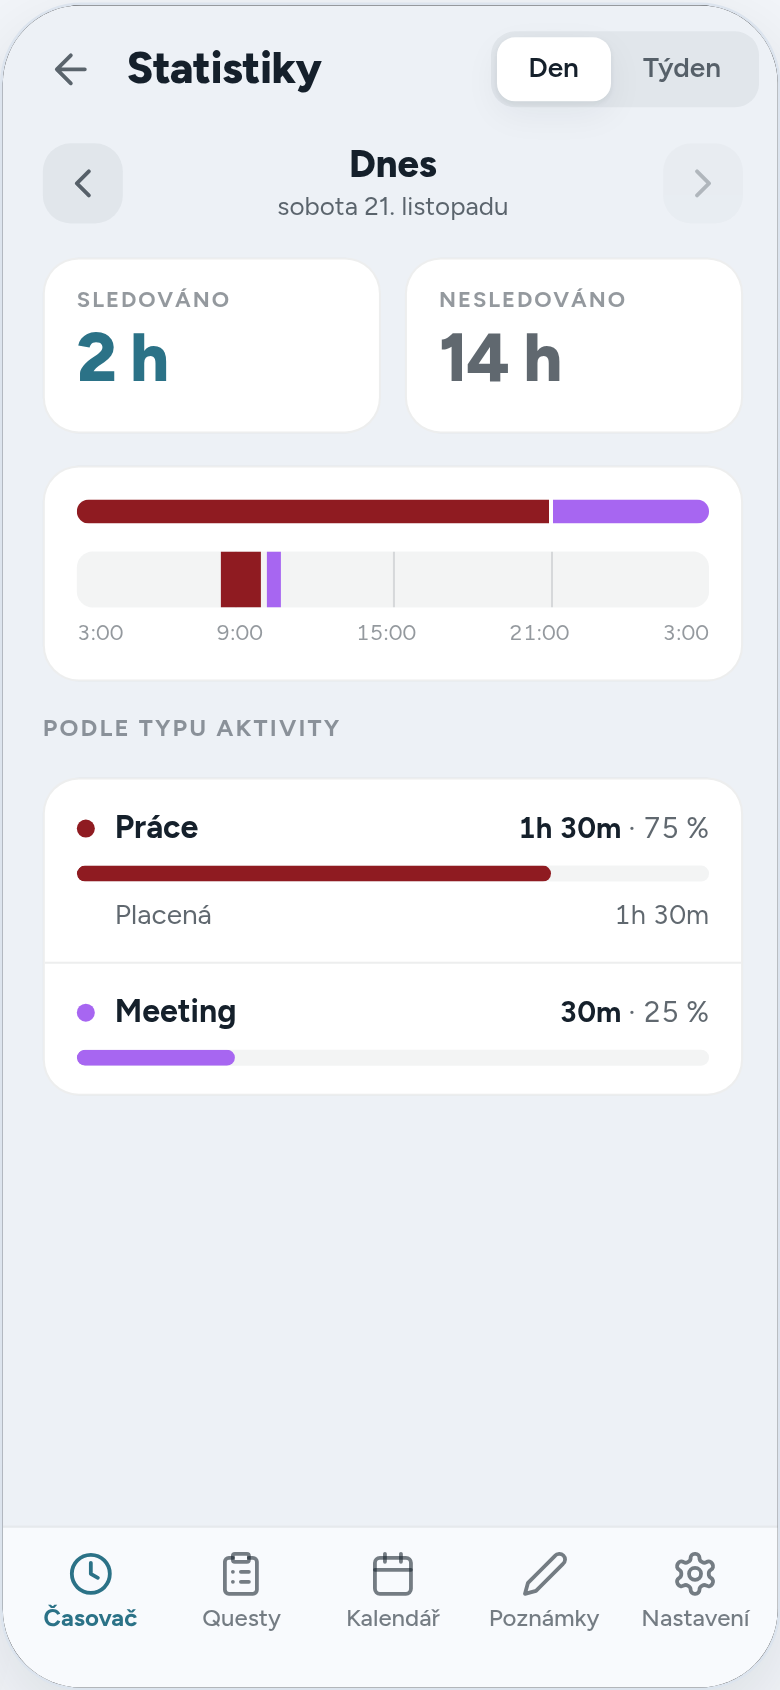 Statistiky
Den
Týden
Dnes
sobota 21. listopadu
SLEDOVÁNO
2 h
NESLEDOVÁNO
14 h
3:00 9:00 15:00 21:00 3:00
PODLE TYPU AKTIVITY
Práce 1h 30m · 75 %
Placená 1h 30m
Meeting 30m · 25 %
Časovač Questy Kalendář Poznámky Nastavení